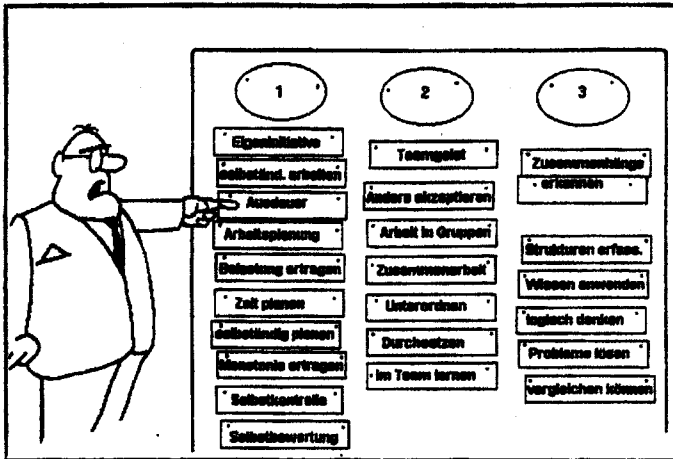 1
Eigeninitiative
selbständ. arbeiten
Ausdauer
Arbeitsplanung
Belastung ertragen
Zeit planen
selbständig planen
Monotonie ertragen
Selbstkontrolle
Selbstbewertung
2
Teamgeist
Andere akzeptieren
Arbeit in Gruppen
Zusammenarbeit
Unterordnen
Durchsetzen
im Team lernen
3
Zusammenhänge
erkennen
Strukturen erfass.
Wissen anwenden
logisch denken
Probleme lösen
vergleichen können